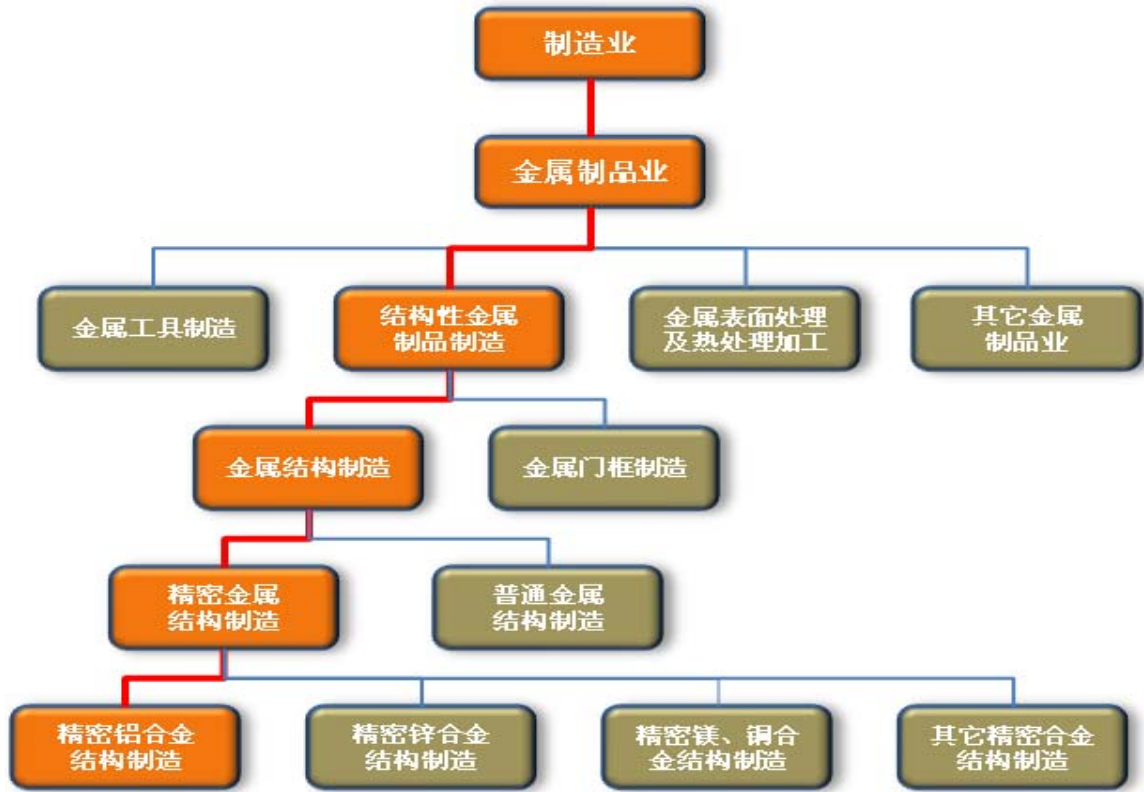 制造业
金属制品业
金属工具制造
结构性金属
制品制造
金属表面处理
及热处理加工
其它金属
制品业
金属结构制造
金属门框制造
精密金属
结构制造
普通金属
结构制造
精密铝合金
结构制造
精密锌合金
结构制造
精密镁、铜合
金结构制造
其它精密合金
结构制造